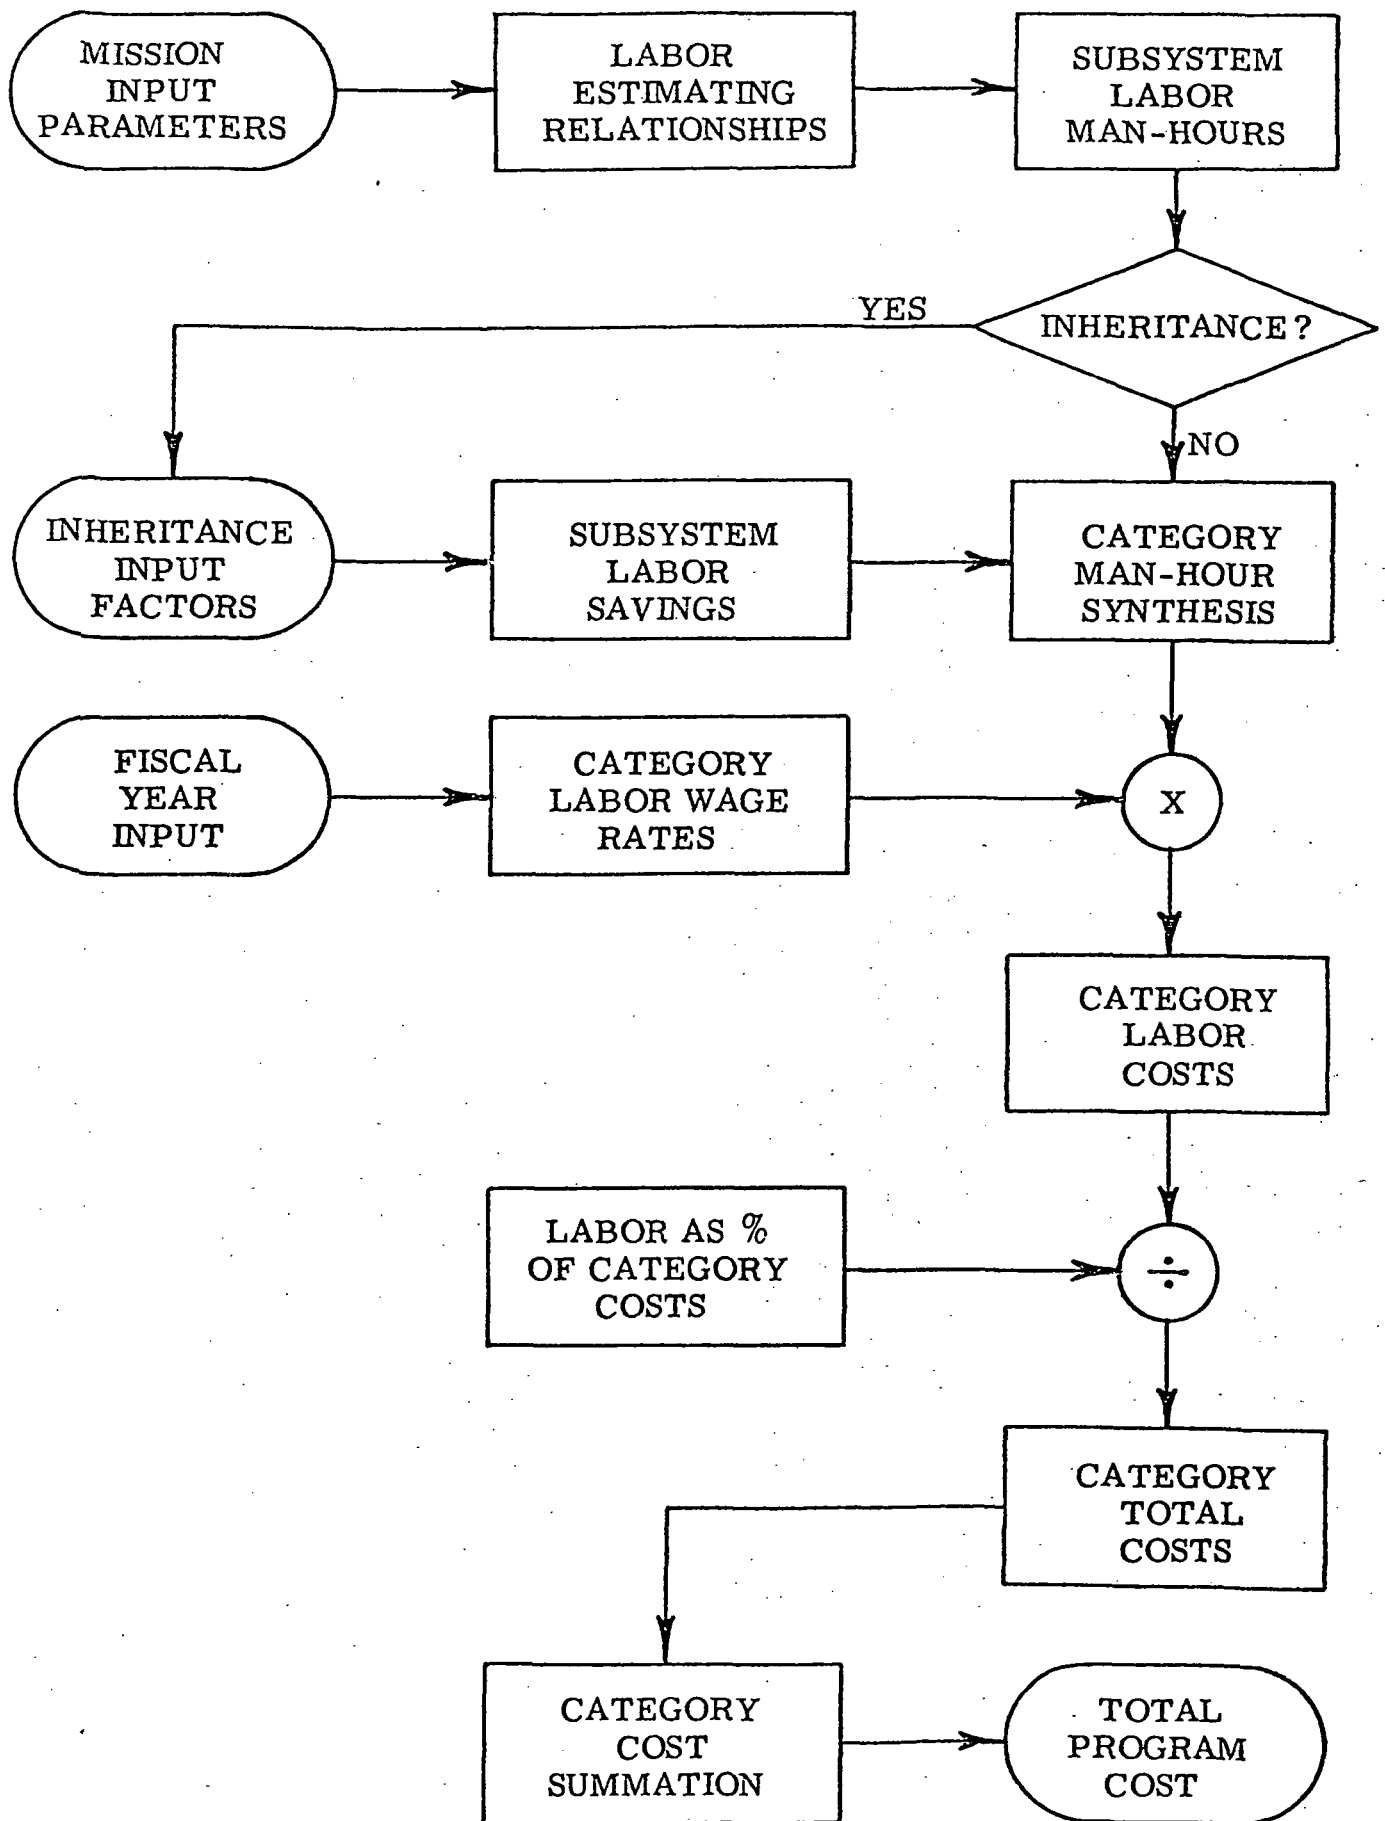 MISSION
INPUT
PARAMETERS
LABOR
ESTIMATING
RELATIONSHIPS
SUBSYSTEM
LABOR
MAN-HOURS
YES
INHERITANCE?
NO
INHERITANCE
INPUT
FACTORS
SUBSYSTEM
LABOR
SAVINGS
CATEGORY
MAN-HOUR
SYNTHESIS
FISCAL
YEAR
INPUT
CATEGORY
LABOR WAGE
RATES
X
CATEGORY
LABOR
COSTS
LABOR AS %
OF CATEGORY
COSTS
÷
CATEGORY
TOTAL
COSTS
CATEGORY
COST
SUMMATION
TOTAL
PROGRAM
COST